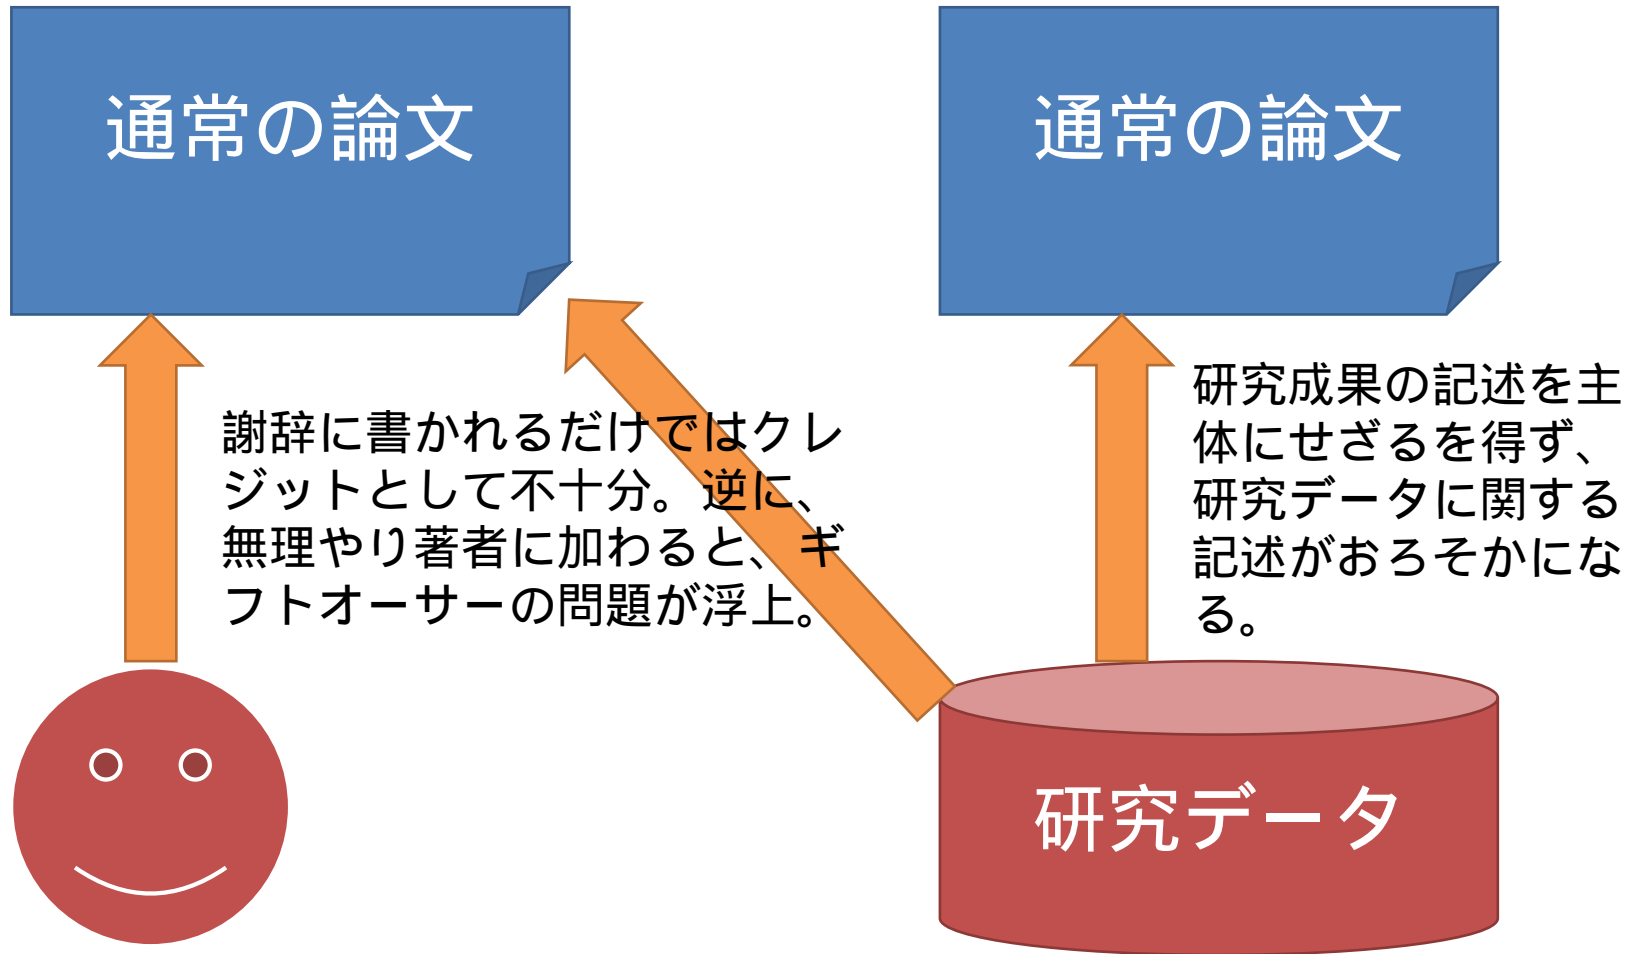 通常の論文
通常の論文
謝辞に書かれるだけではクレ
ジットとして不十分。逆に、
無理やり著者に加わると、ギ
フトオーサーの問題が浮上。
研究成果の記述を主
体にせざるを得ず、
研究データに関する
記述がおろそかにな
る。
研究データ